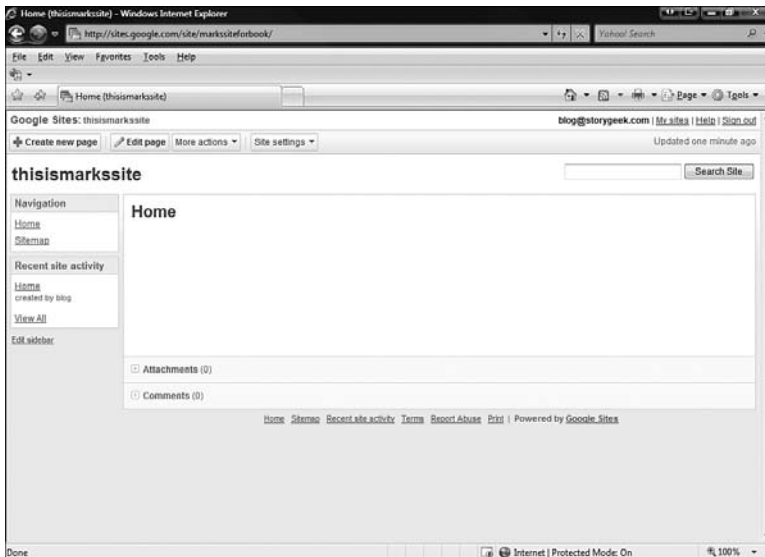 Home (thisismarkssite) - Windows Internet Explorer
http://sites.google.com/site/markssiteforbook/
Yahoo! Search
File Edit View Favorites Tools Help
Home (thisismarkssite)
Page Tools
Google Sites: thisismarkssite
blog@storygeek.com | My sites | Help | Sign out
Create new page Edit page More actions Site settings
Updated one minute ago
thisismarkssite
Search Site
Navigation
Home
Sitemap
Recent site activity
Home
created by blog
View All
Edit sidebar
Home
Attachments (0)
Comments (0)
Home Sitemap Recent site activity Terms Report Abuse Print | Powered by Google Sites
Done
Internet | Protected Mode: On
100%